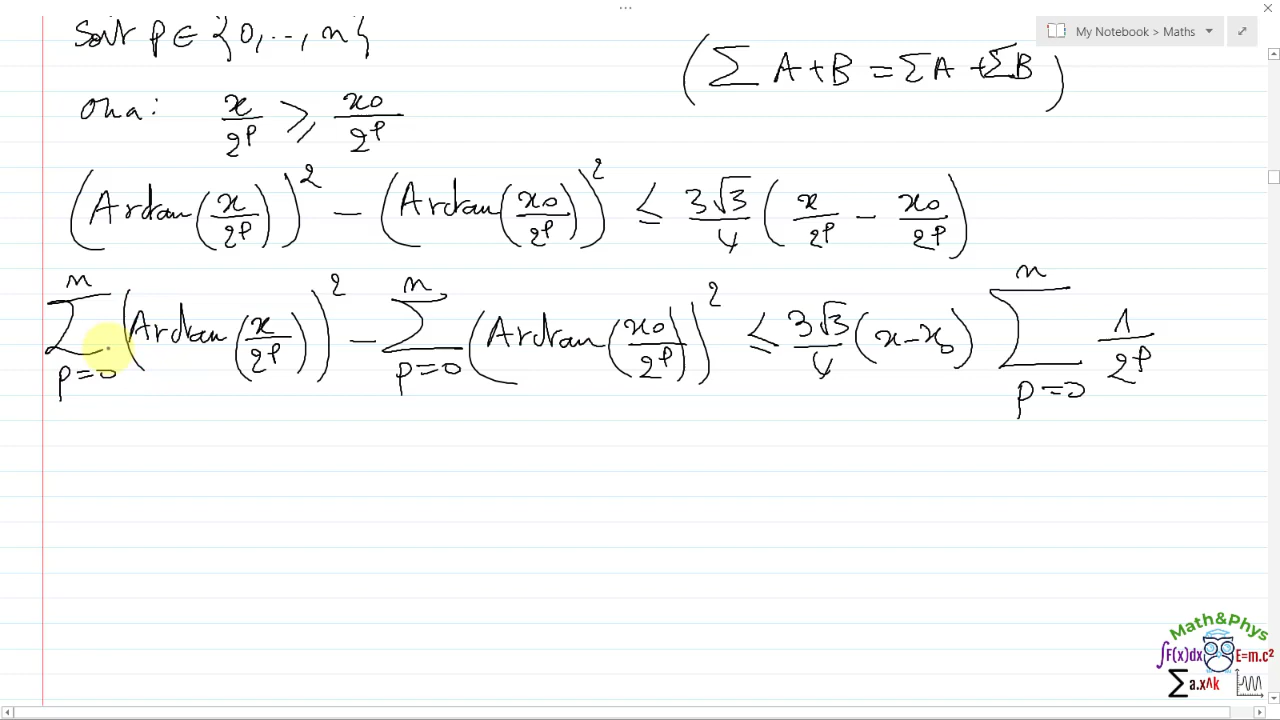 My Notebook > Maths
Soit p ∈ {0, .., n}
(∑ A+B = ∑A + ∑B)
On a : x/2^p ≥ x0/2^p
(Arctan(x/2^p))^2 − (Arctan(x0/2^p))^2 ≤ 3√3/4 (x/2^p − x0/2^p)
∑_{p=0}^{n} (Arctan(x/2^p))^2 − ∑_{p=0}^{n} (Arctan(x0/2^p))^2 ≤ 3√3/4 (x−x0) ∑_{p=0}^{n} 1/2^p
Math&Phys
∫F(x)dx E=m.c²
∑a.x^k